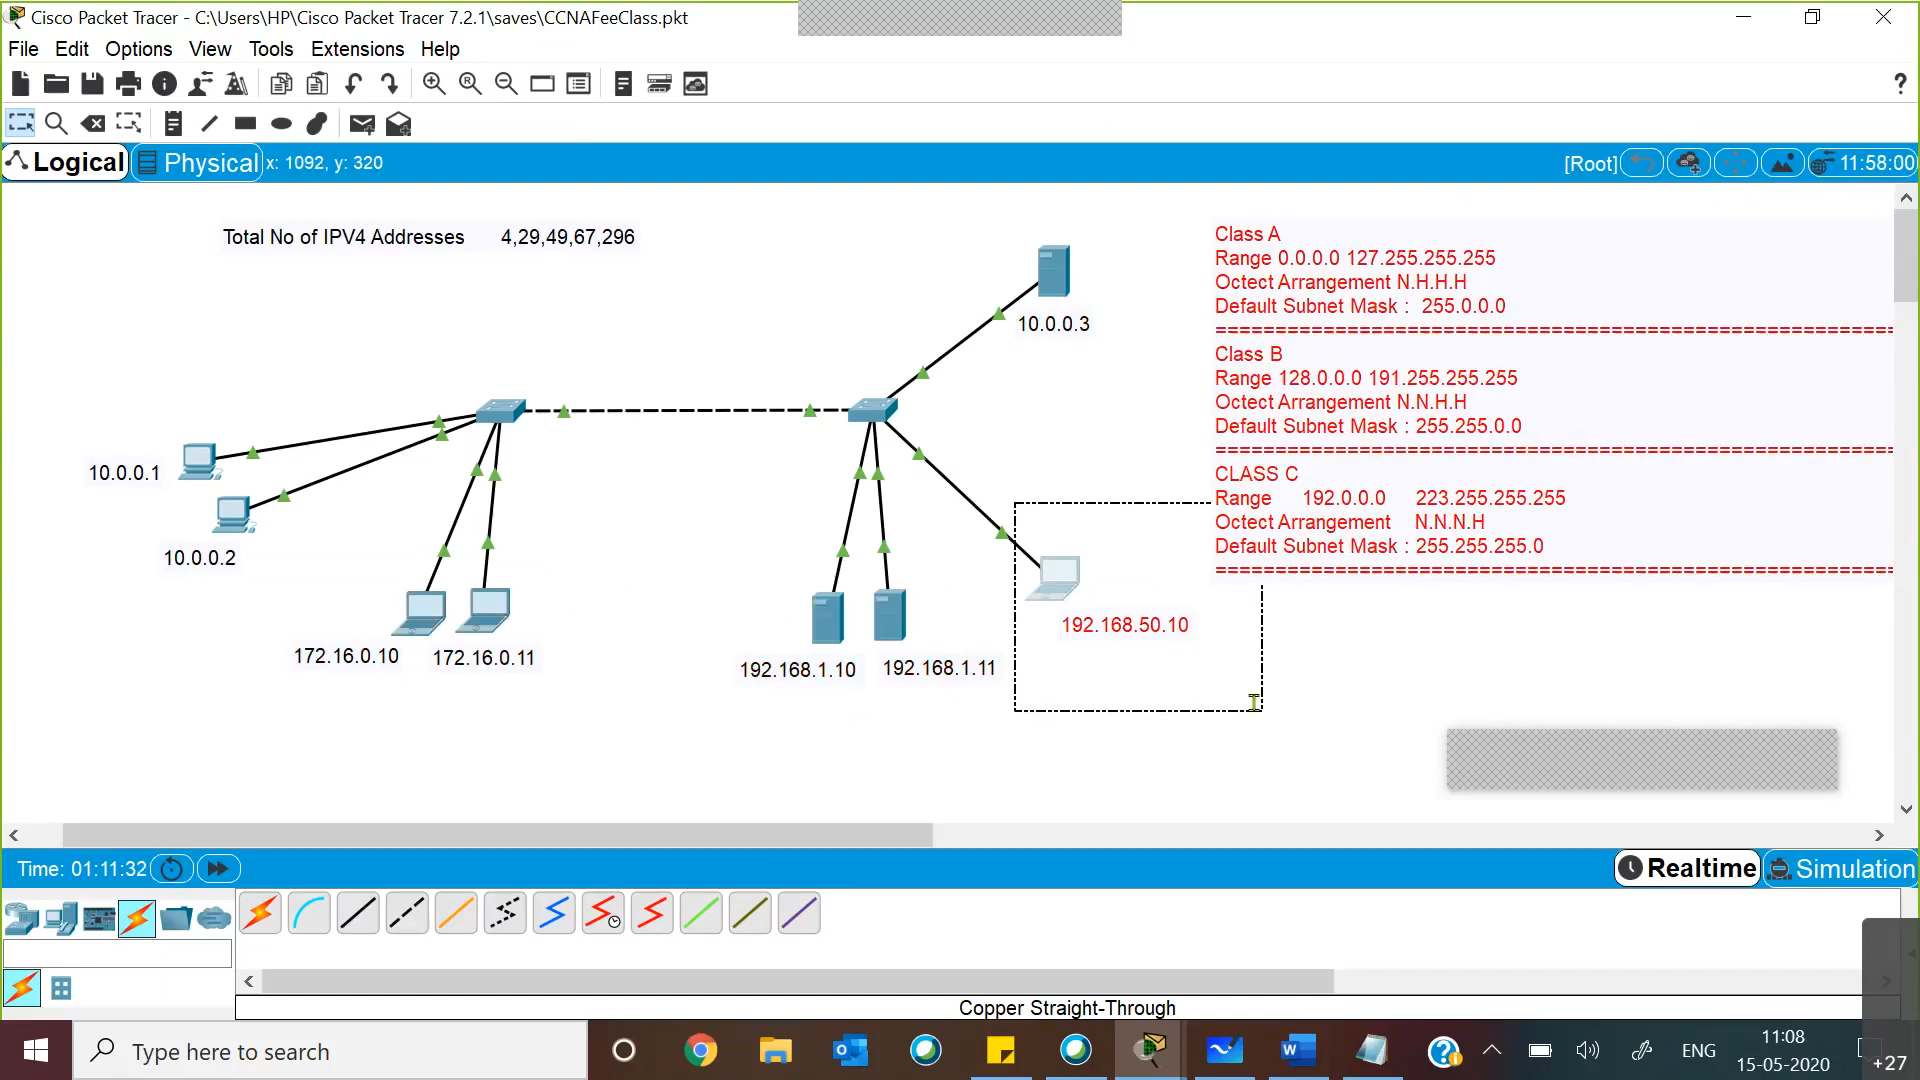 Cisco Packet Tracer - C:\Users\HP\Cisco Packet Tracer 7.2.1\saves\CCNAFeeClass.pkt
File Edit Options View Tools Extensions Help
Logical Physical x: 1092, y: 320 [Root] 11:58:00
Total No of IPV4 Addresses 4,29,49,67,296
Class A
Range 0.0.0.0 127.255.255.255
Octect Arrangement N.H.H.H
Default Subnet Mask : 255.0.0.0
Class B
Range 128.0.0.0 191.255.255.255
Octect Arrangement N.N.H.H
Default Subnet Mask : 255.255.0.0
CLASS C
Range 192.0.0.0 223.255.255.255
Octect Arrangement N.N.N.H
Default Subnet Mask : 255.255.255.0
10.0.0.3
10.0.0.1
10.0.0.2
172.16.0.10 172.16.0.11
192.168.1.10 192.168.1.11
192.168.50.10
Time: 01:11:32 Realtime Simulation
Copper Straight-Through
Type here to search
ENG
11:08
15-05-2020
+27